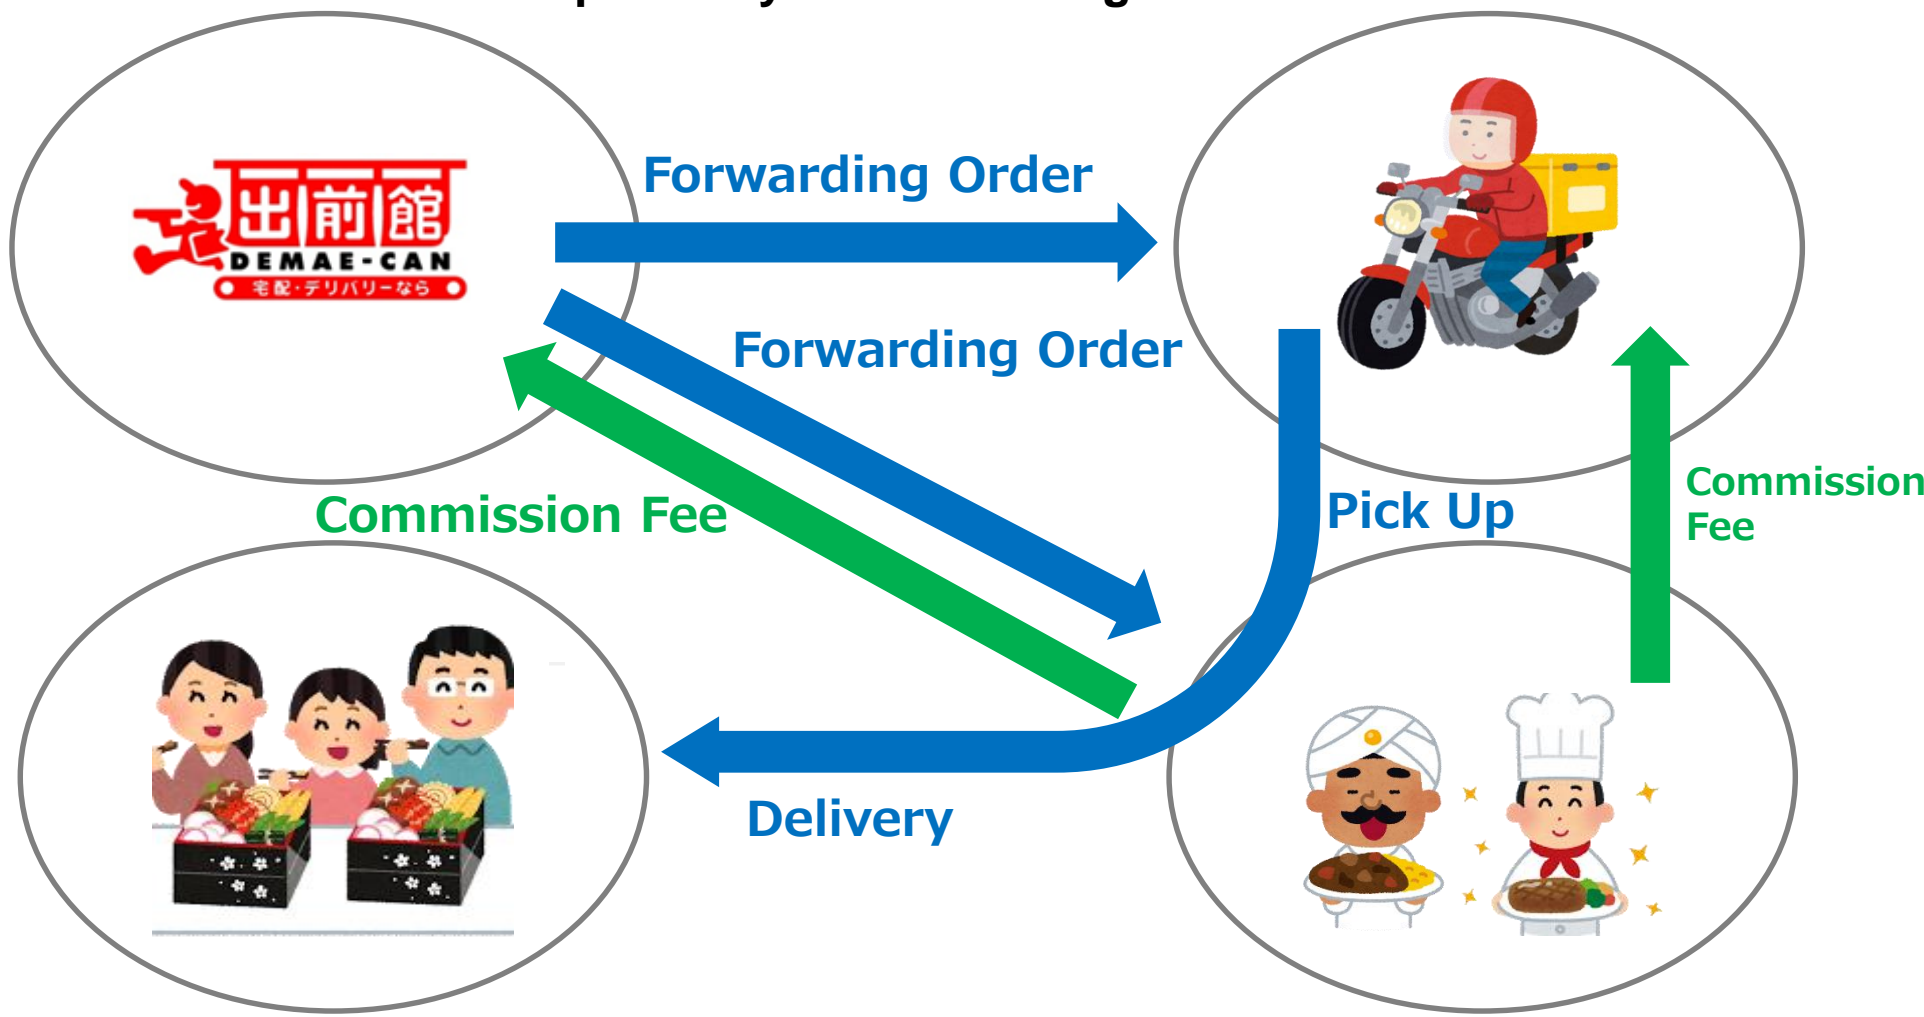 出前館
DEMAE-CAN
宅配・デリバリーなら
Forwarding Order
Forwarding Order
Commission Fee
Pick Up
Commission
Fee
Delivery